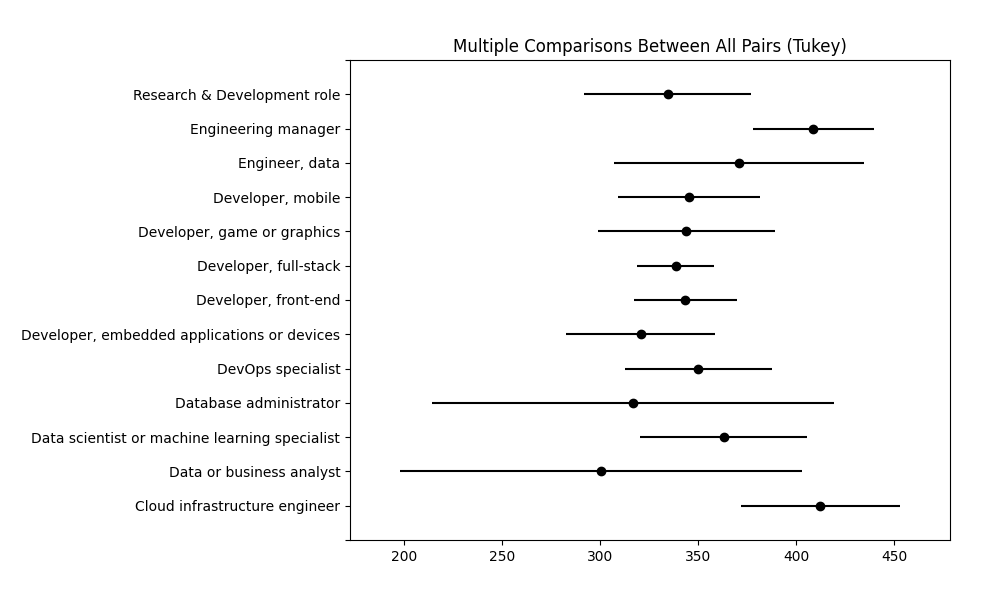 Multiple Comparisons Between All Pairs (Tukey)
Research & Development role
Engineering manager
Engineer, data
Developer, mobile
Developer, game or graphics
Developer, full-stack
Developer, front-end
Developer, embedded applications or devices
DevOps specialist
Database administrator
Data scientist or machine learning specialist
Data or business analyst
Cloud infrastructure engineer
200 250 300 350 400 450